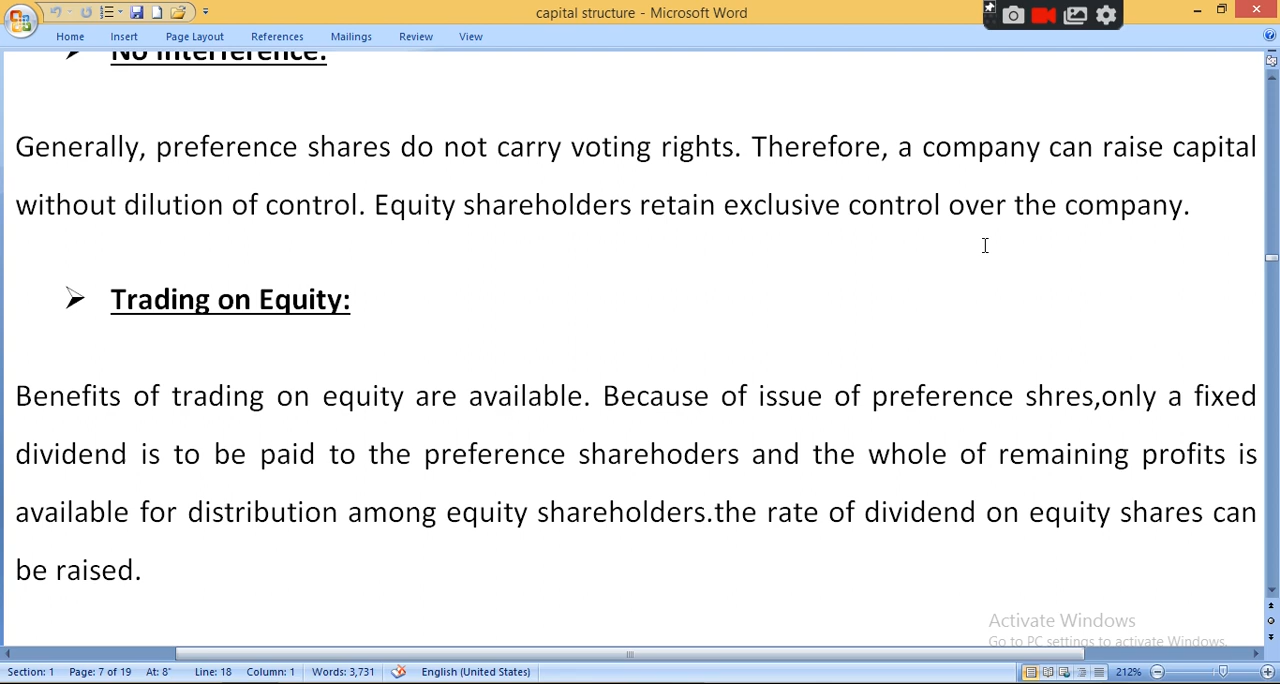 capital structure - Microsoft Word
Home Insert Page Layout References Mailings Review View
No Interference:
Generally, preference shares do not carry voting rights. Therefore, a company can raise capital
without dilution of control. Equity shareholders retain exclusive control over the company.
Trading on Equity:
Benefits of trading on equity are available. Because of issue of preference shres,only a fixed
dividend is to be paid to the preference sharehoders and the whole of remaining profits is
available for distribution among equity shareholders.the rate of dividend on equity shares can
be raised.
Activate Windows
Go to PC settings to activate Windows.
Section: 1 Page: 7 of 19 At: 8" Line: 18 Column: 1 Words: 3,731 English (United States) 212%